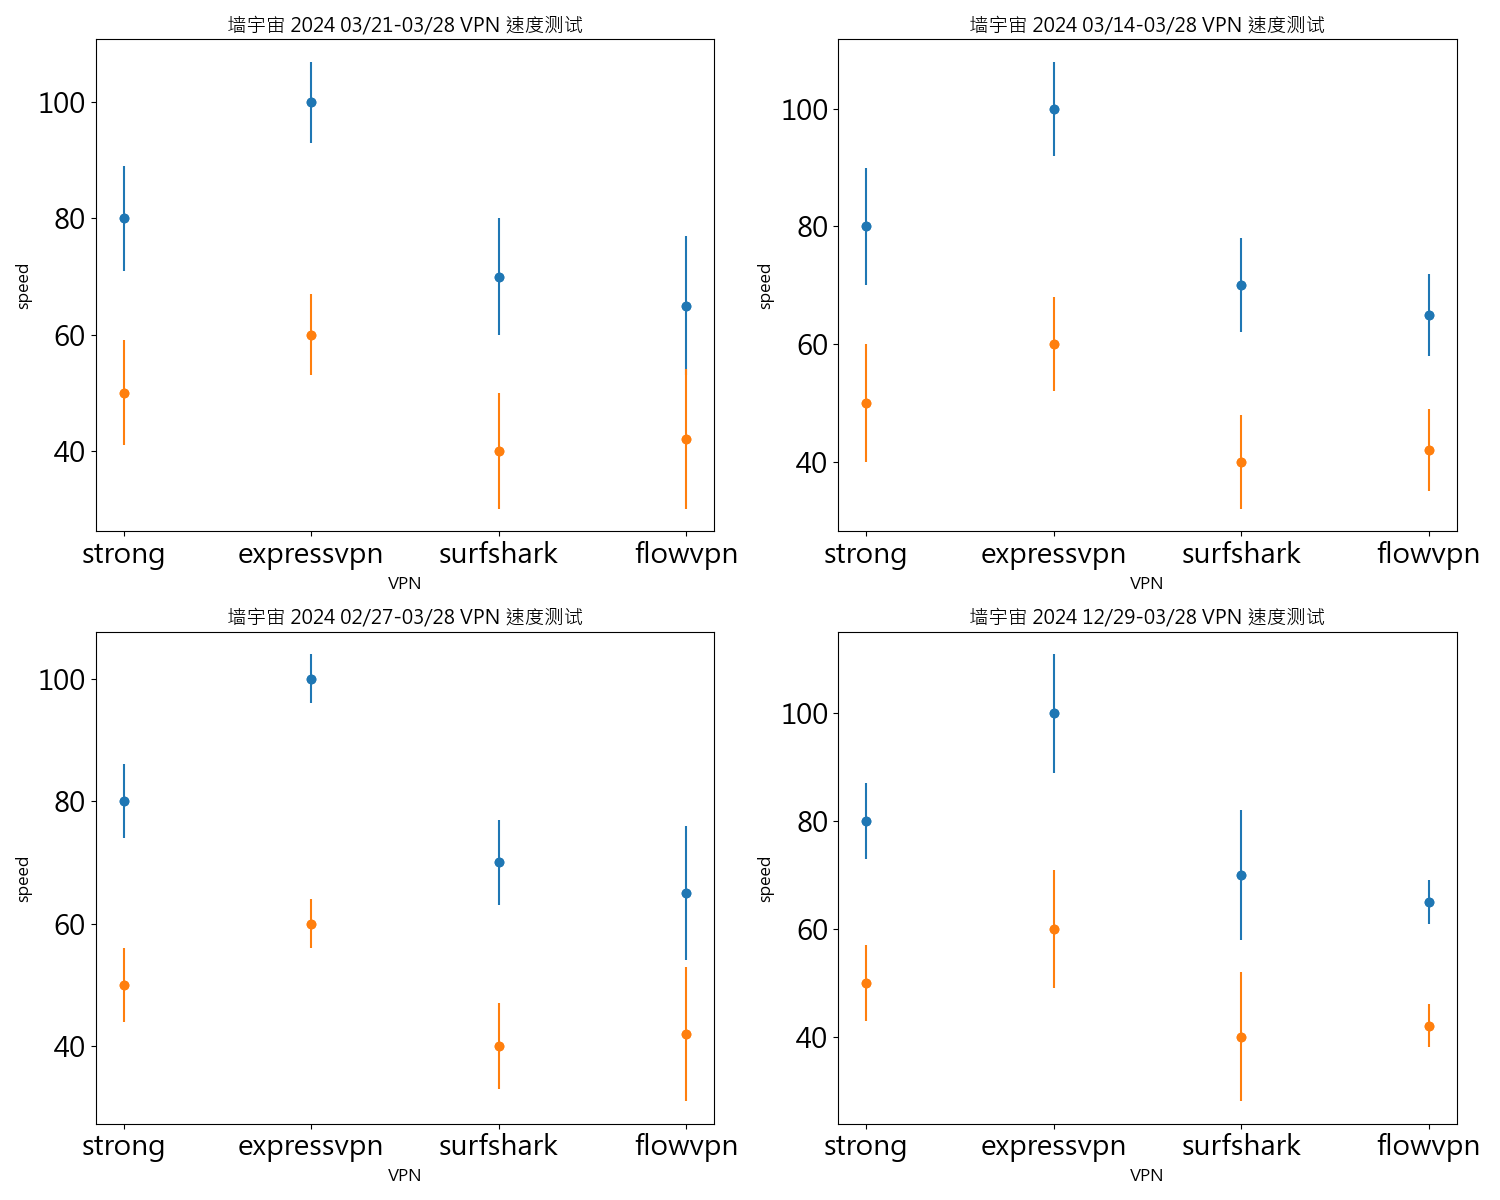 墙宇宙 2024 03/21-03/28 VPN 速度测试
100
80
60
40
speed
strong expressvpn surfshark flowvpn
VPN
墙宇宙 2024 03/14-03/28 VPN 速度测试
100
80
60
40
speed
strong expressvpn surfshark flowvpn
VPN
墙宇宙 2024 02/27-03/28 VPN 速度测试
100
80
60
40
speed
strong expressvpn surfshark flowvpn
VPN
墙宇宙 2024 12/29-03/28 VPN 速度测试
100
80
60
40
speed
strong expressvpn surfshark flowvpn
VPN